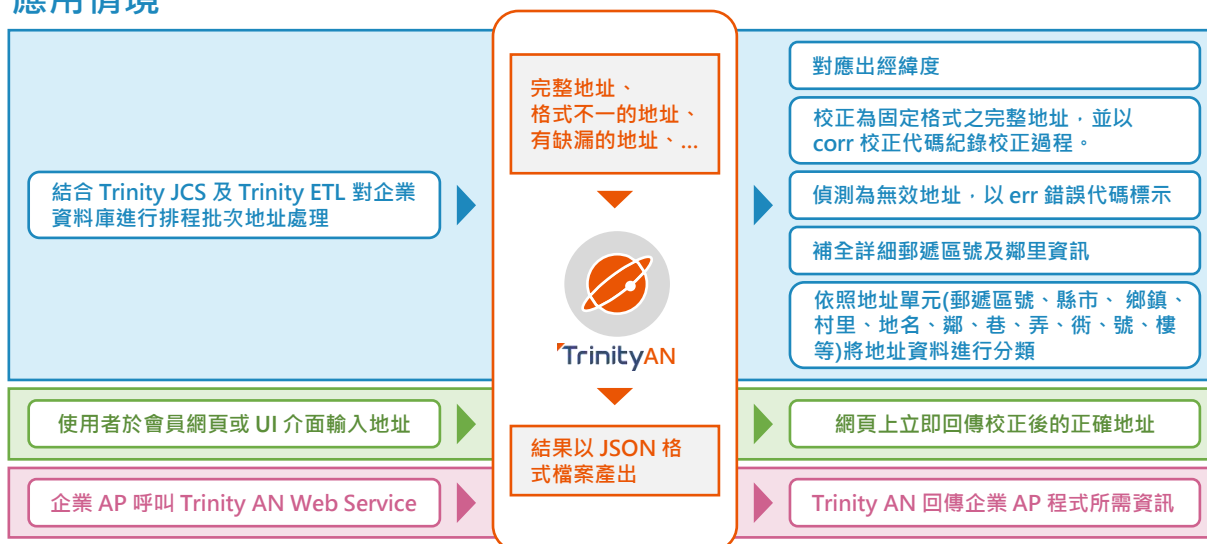 應用情境
結合 Trinity JCS 及 Trinity ETL 對企業
資料庫進行排程批次地址處理
使用者於會員網頁或 UI 介面輸入地址
企業 AP 呼叫 Trinity AN Web Service
完整地址、
格式不一的地址、
有缺漏的地址、...
TrinityAN
結果以 JSON 格
式檔案產出
對應出經緯度
校正為固定格式之完整地址，並以
corr 校正代碼紀錄校正過程。
偵測為無效地址，以 err 錯誤代碼標示
補全詳細郵遞區號及鄰里資訊
依照地址單元(郵遞區號、縣市、 鄉鎮、
村里、地名、鄰、巷、弄、衖、號、樓
等)將地址資料進行分類
網頁上立即回傳校正後的正確地址
Trinity AN 回傳企業 AP 程式所需資訊